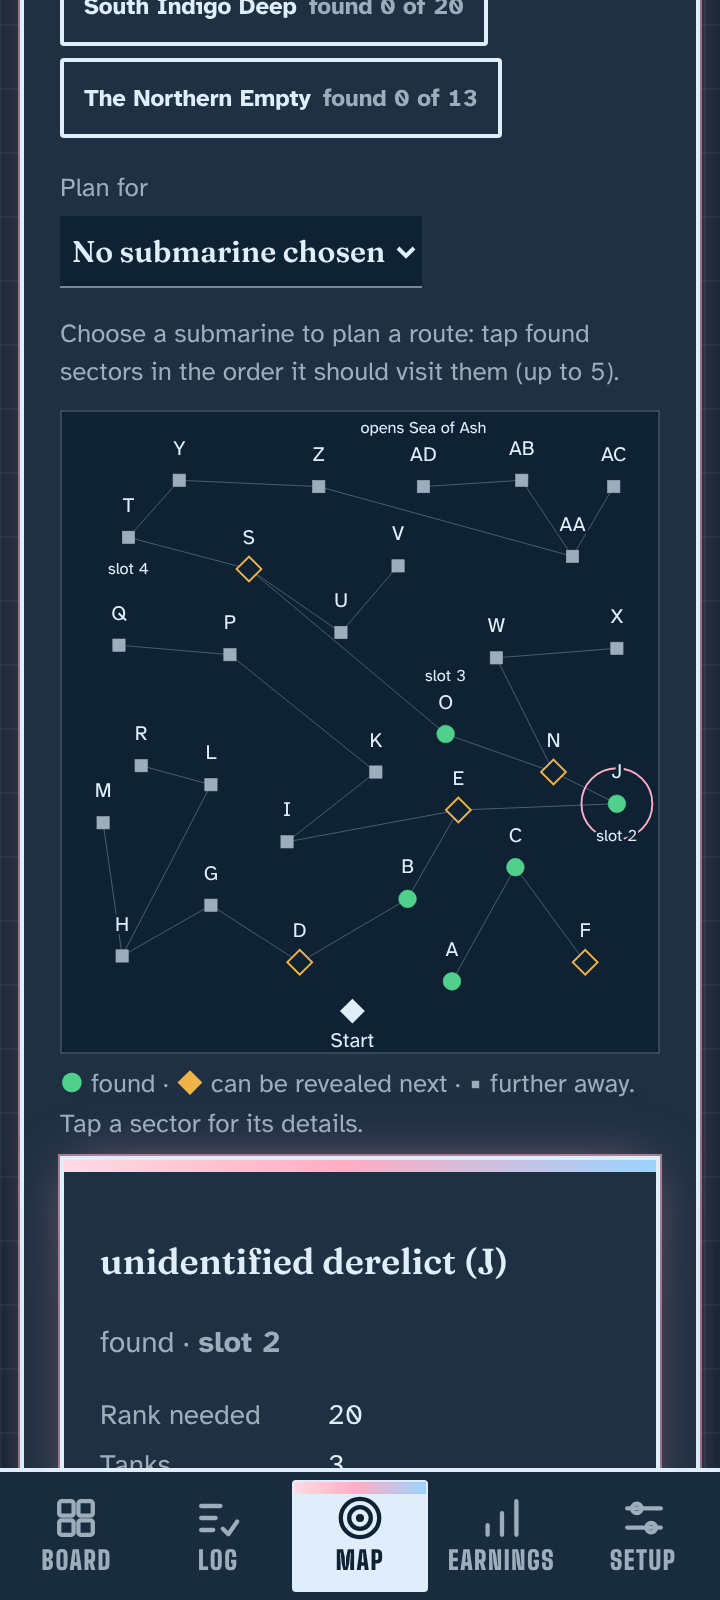 South Indigo Deep found 0 of 20
The Northern Empty found 0 of 13
Plan for
No submarine chosen
Choose a submarine to plan a route: tap found
sectors in the order it should visit them (up to 5).
opens Sea of Ash
Y
Z
AD
AB
AC
T
S
V
AA
slot 4
Q
P
U
W
X
slot 3
O
R
L
K
N
J
M
E
I
C
slot 2
G
B
H
D
A
F
Start
found · can be revealed next · further away.
Tap a sector for its details.
unidentified derelict (J)
found · slot 2
Rank needed 20
Tanks 3
BOARD
LOG
MAP
EARNINGS
SETUP